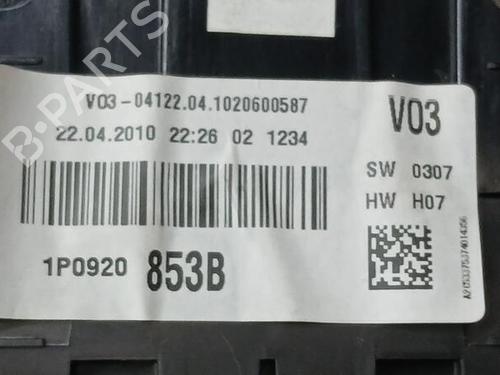 B-PARTS
V03-04122.04.1020600587
22.04.2010 22:26 02 1234
V03
SW 0307
HW H07
1P0920 853B
A2C533375374014356